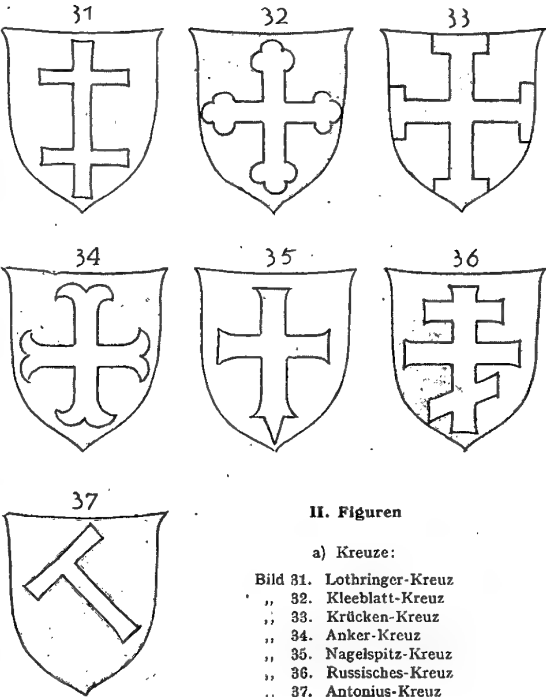 31 32 33
34 35 36
37
II. Figuren
a) Kreuze:
Bild 31. Lothringer-Kreuz
,, 32. Kleeblatt-Kreuz
,, 33. Krücken-Kreuz
,, 34. Anker-Kreuz
,, 35. Nagelspitz-Kreuz
,, 36. Russisches-Kreuz
,, 37. Antonius-Kreuz